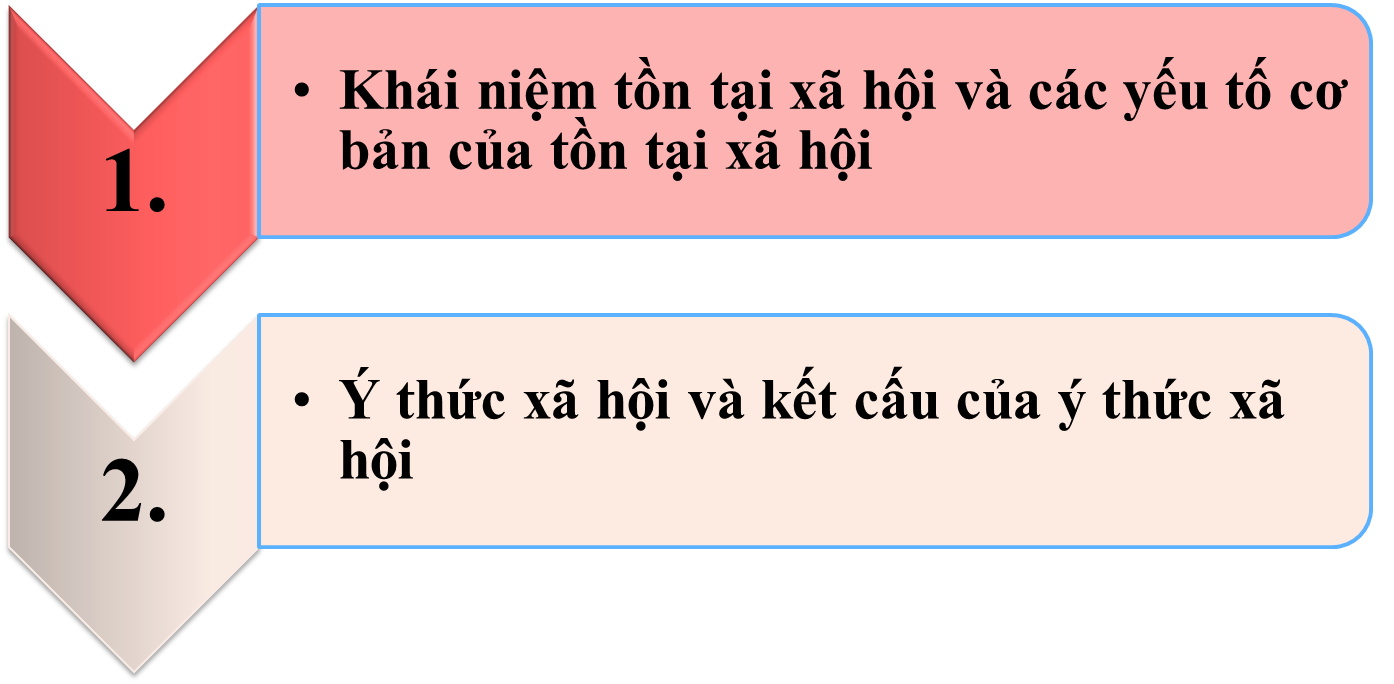 1.
• Khái niệm tồn tại xã hội và các yếu tố cơ
bản của tồn tại xã hội
2.
• Ý thức xã hội và kết cấu của ý thức xã
hội